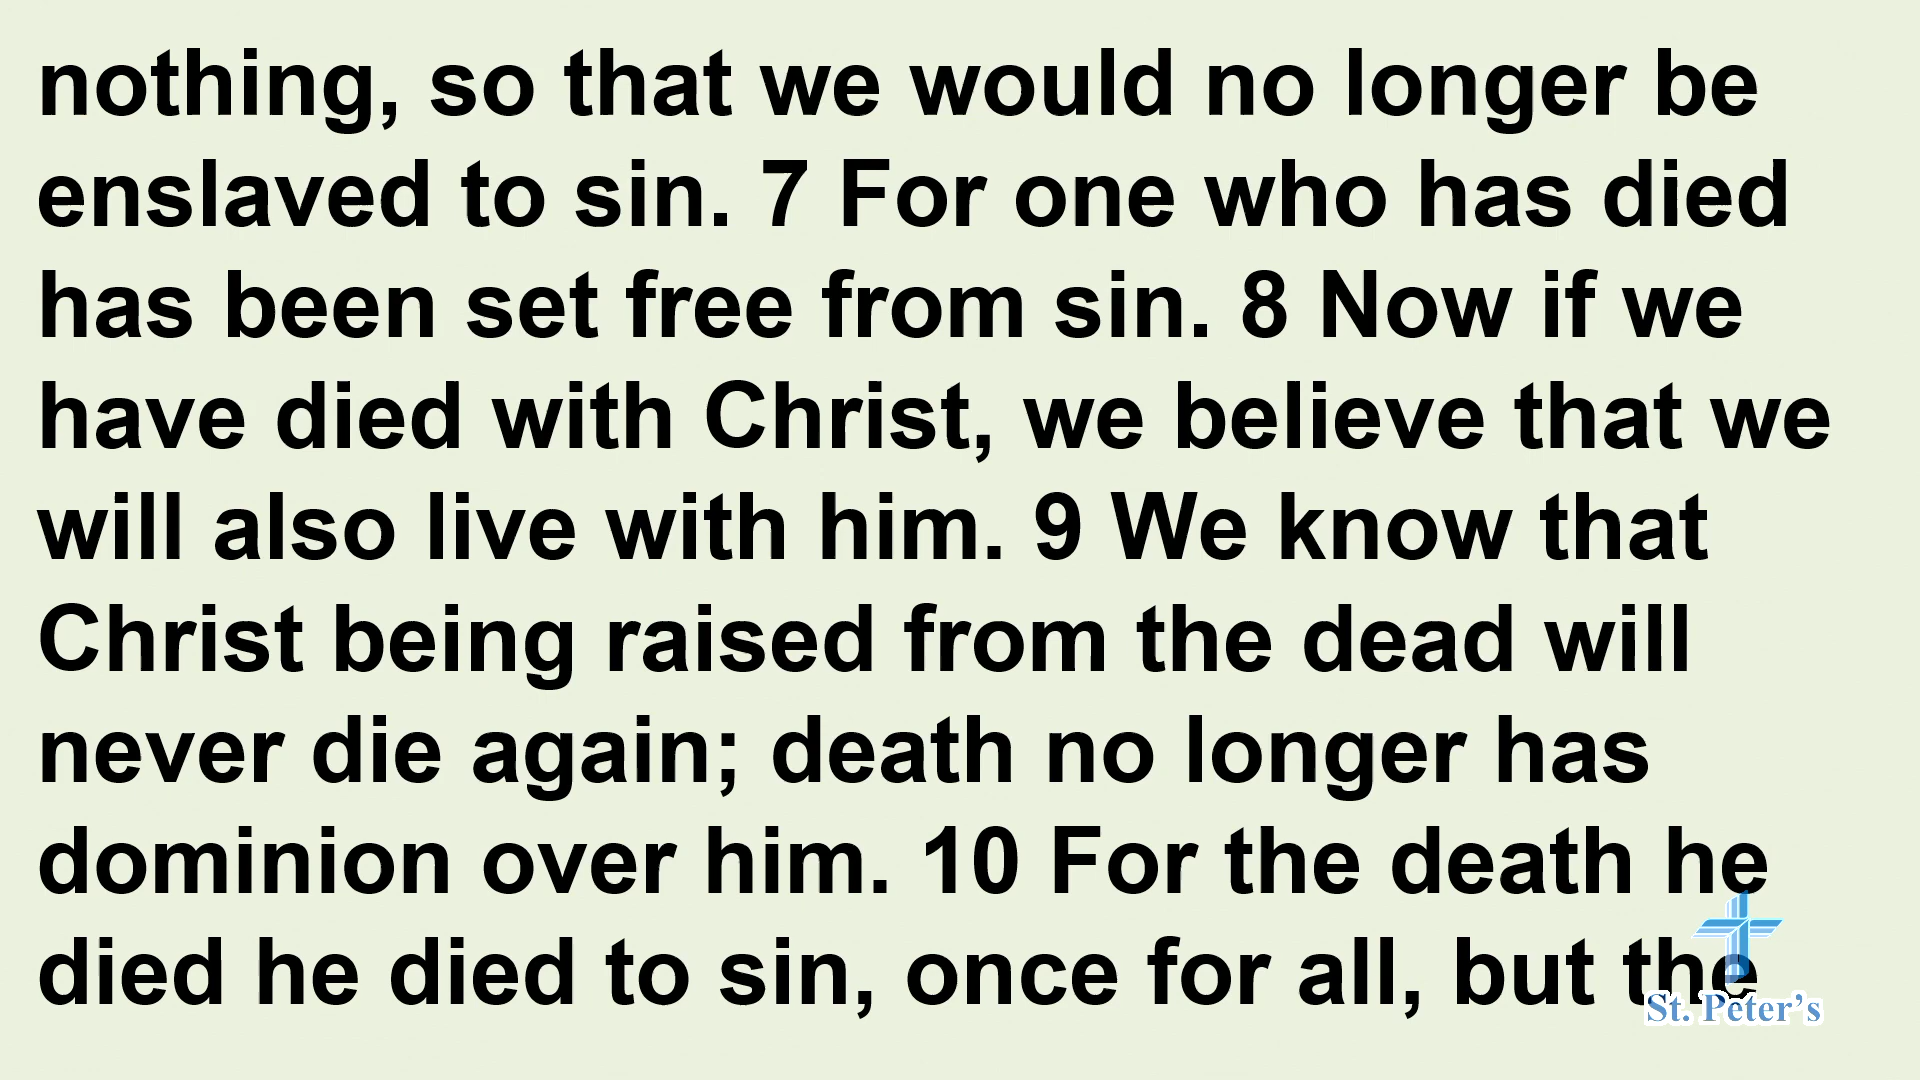 nothing, so that we would no longer be
enslaved to sin. 7 For one who has died
has been set free from sin. 8 Now if we
have died with Christ, we believe that we
will also live with him. 9 We know that
Christ being raised from the dead will
never die again; death no longer has
dominion over him. 10 For the death he
died he died to sin, once for all, but the
St. Peter’s